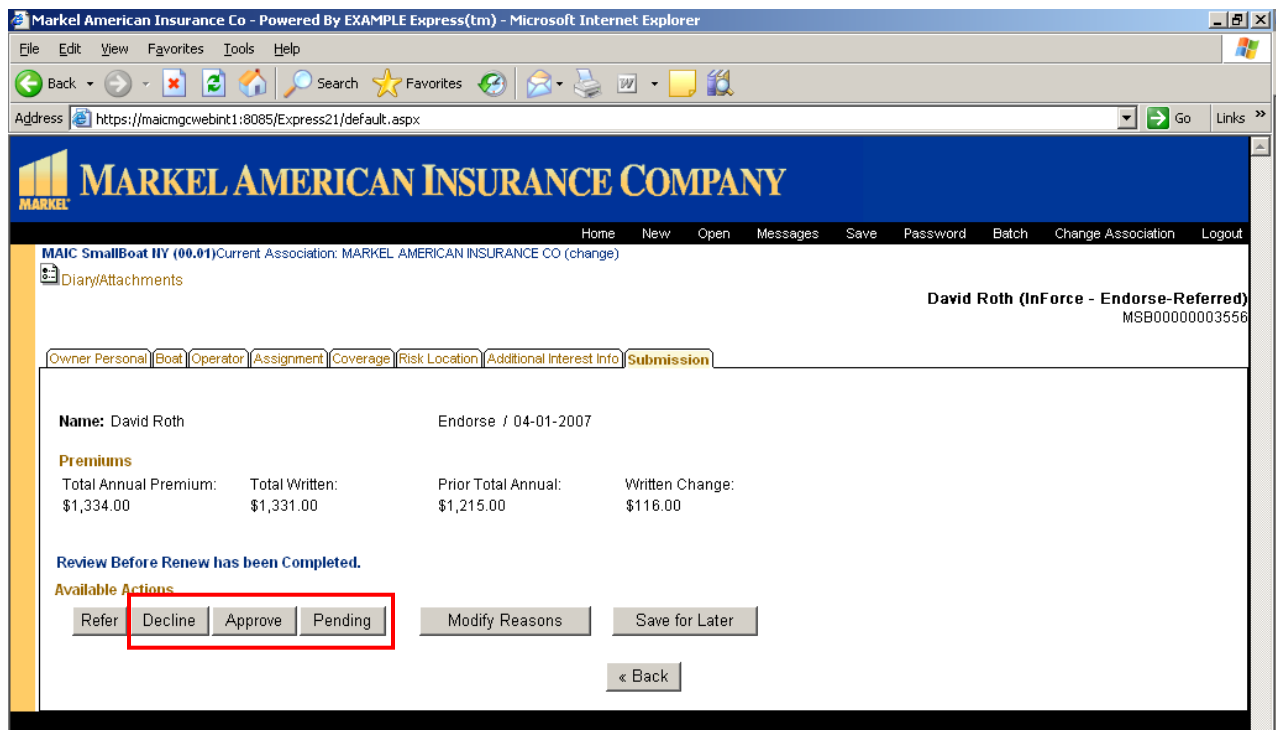 Markel American Insurance Co - Powered By EXAMPLE Express(tm) - Microsoft Internet Explorer
File Edit View Favorites Tools Help
Back Search Favorites
Address https://maicmgcwebint1:8085/Express21/default.aspx Go Links »
MARKEL AMERICAN INSURANCE COMPANY
MARKEL®
Home New Open Messages Save Password Batch Change Association Logout
MAIC SmallBoat NY (00.01)Current Association: MARKEL AMERICAN INSURANCE CO (change)
Diary/Attachments
David Roth (InForce - Endorse-Referred)
MSB00000003556
Owner Personal Boat Operator Assignment Coverage Risk Location Additional Interest Info Submission
Name: David Roth Endorse / 04-01-2007
Premiums
Total Annual Premium: Total Written: Prior Total Annual: Written Change:
$1,334.00 $1,331.00 $1,215.00 $116.00
Review Before Renew has been Completed.
Available Actions
Refer Decline Approve Pending Modify Reasons Save for Later
« Back